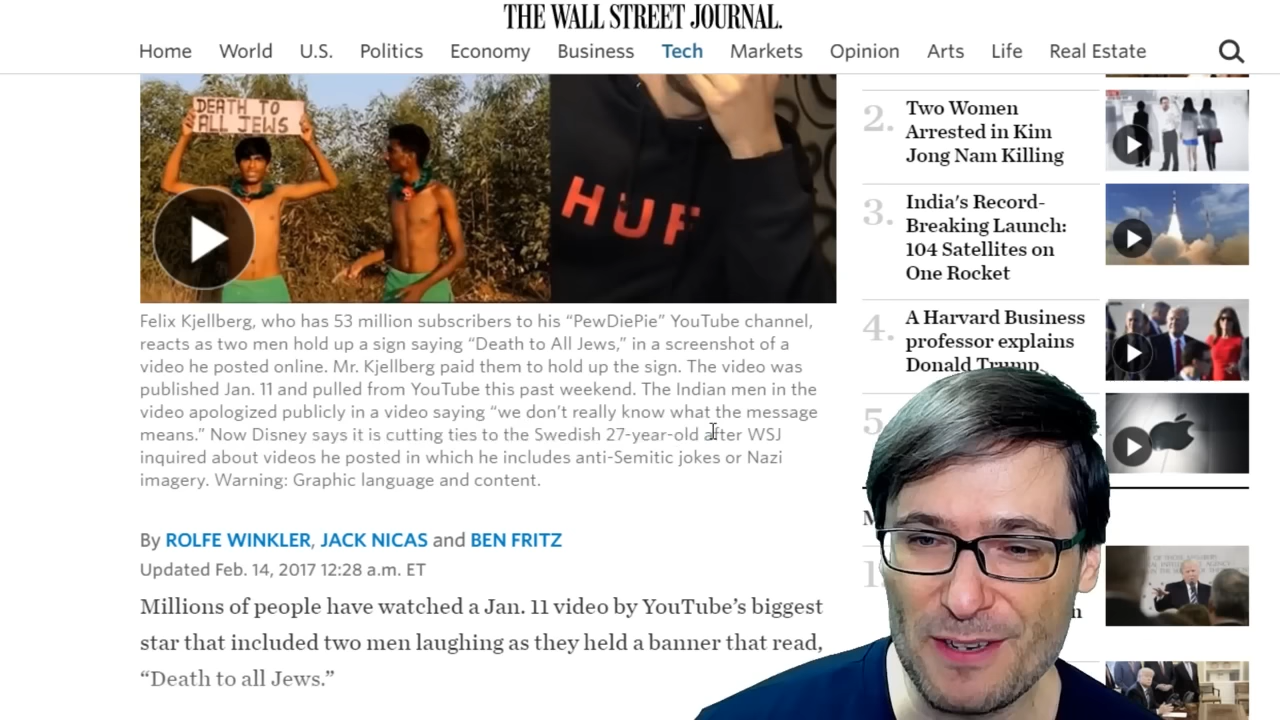 THE WALL STREET JOURNAL.
Home World U.S. Politics Economy Business Tech Markets Opinion Arts Life Real Estate
DEATH TO
ALL JEWS
HUF
Felix Kjellberg, who has 53 million subscribers to his “PewDiePie” YouTube channel,
reacts as two men hold up a sign saying “Death to All Jews,” in a screenshot of a
video he posted online. Mr. Kjellberg paid them to hold up the sign. The video was
published Jan. 11 and pulled from YouTube this past weekend. The Indian men in the
video apologized publicly in a video saying “we don’t really know what the message
means.” Now Disney says it is cutting ties to the Swedish 27-year-old after WSJ
inquired about videos he posted in which he includes anti-Semitic jokes or Nazi
imagery. Warning: Graphic language and content.
By ROLFE WINKLER, JACK NICAS and BEN FRITZ
Updated Feb. 14, 2017 12:28 a.m. ET
Millions of people have watched a Jan. 11 video by YouTube’s biggest
star that included two men laughing as they held a banner that read,
“Death to all Jews.”
2. Two Women
Arrested in Kim
Jong Nam Killing
3. India's Record-
Breaking Launch:
104 Satellites on
One Rocket
4. A Harvard Business
professor explains
Donald Trump
5.